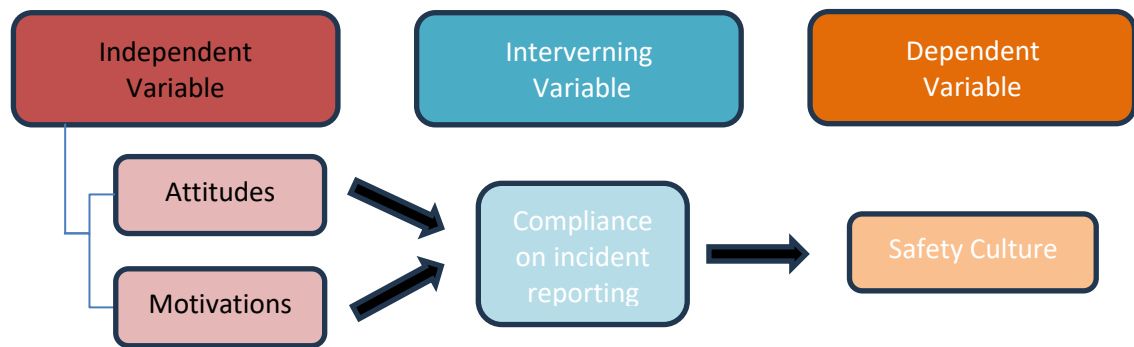 Independent
Variable
Interverning
Variable
Dependent
Variable
Attitudes
Motivations
Compliance
on incident
reporting
Safety Culture